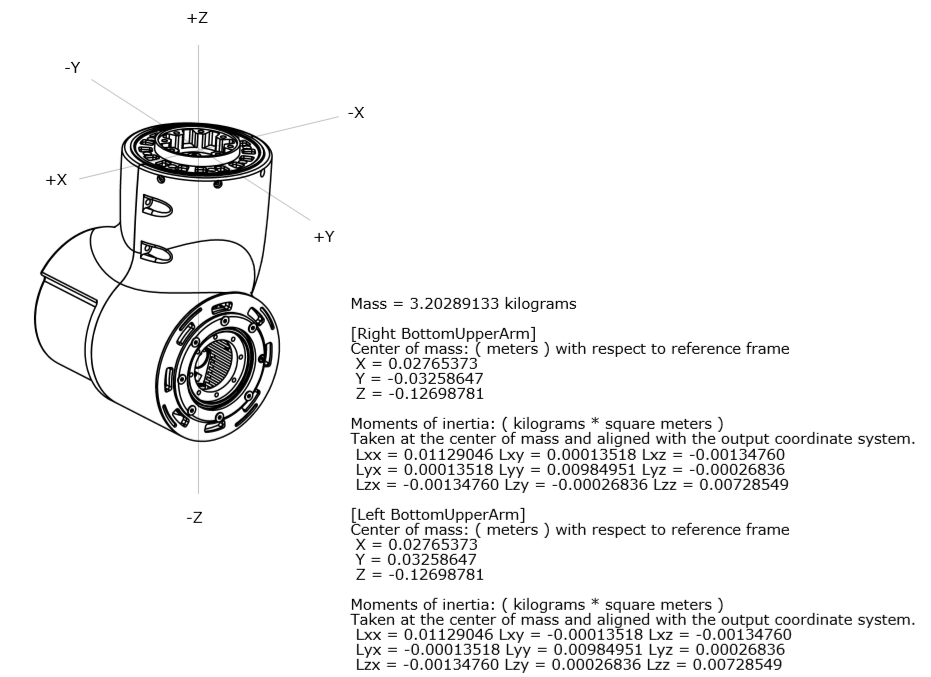 +Z
-Y
-X
+X
+Y
Mass = 3.20289133 kilograms
[Right BottomUpperArm]
Center of mass: ( meters ) with respect to reference frame
X = 0.02765373
Y = -0.03258647
Z = -0.12698781
Moments of inertia: ( kilograms * square meters )
Taken at the center of mass and aligned with the output coordinate system.
Lxx = 0.01129046 Lxy = 0.00013518 Lxz = -0.00134760
Lyx = 0.00013518 Lyy = 0.00984951 Lyz = -0.00026836
Lzx = -0.00134760 Lzy = -0.00026836 Lzz = 0.00728549
-Z
[Left BottomUpperArm]
Center of mass: ( meters ) with respect to reference frame
X = 0.02765373
Y = 0.03258647
Z = -0.12698781
Moments of inertia: ( kilograms * square meters )
Taken at the center of mass and aligned with the output coordinate system.
Lxx = 0.01129046 Lxy = -0.00013518 Lxz = -0.00134760
Lyx = -0.00013518 Lyy = 0.00984951 Lyz = 0.00026836
Lzx = -0.00134760 Lzy = 0.00026836 Lzz = 0.00728549